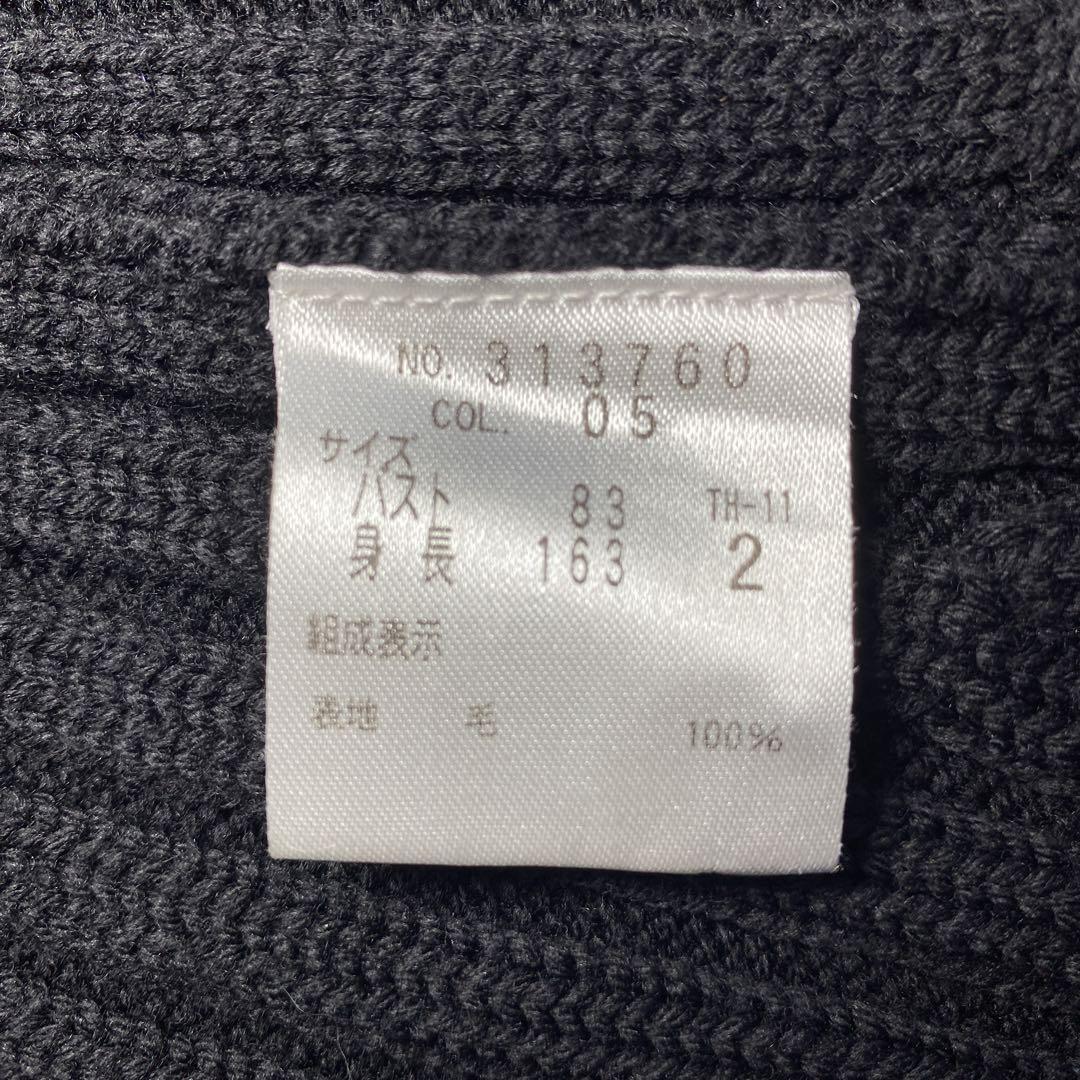 NO. 313760
COL. 05
サイズ
バスト 83 TH-11
身長 163 2
組成表示
表地 毛 100%